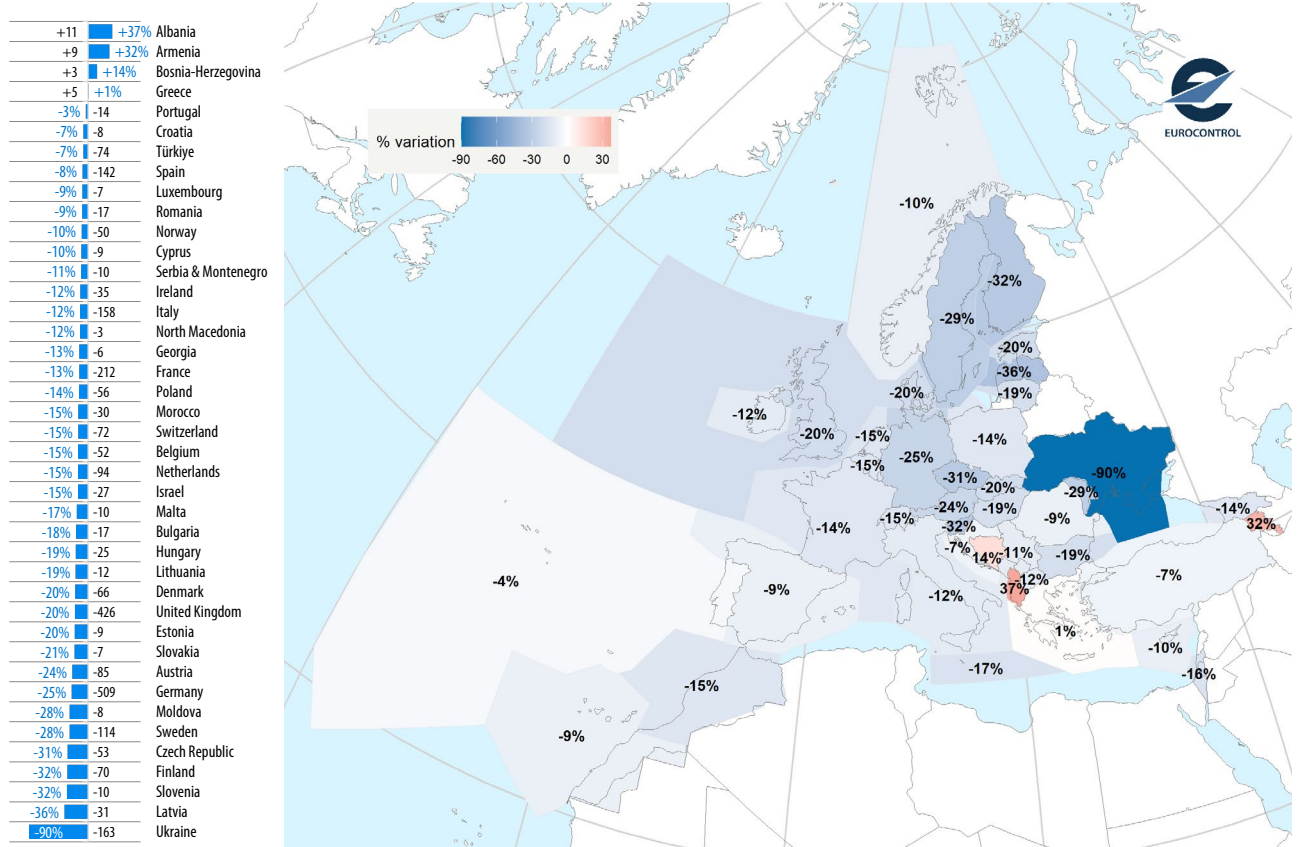 +11 +37% Albania
+9 +32% Armenia
+3 +14% Bosnia-Herzegovina
+5 +1% Greece
-3% -14 Portugal
-7% -8 Croatia
-7% -74 Türkiye
-8% -142 Spain
-9% -7 Luxembourg
-9% -17 Romania
-10% -50 Norway
-10% -9 Cyprus
-11% -10 Serbia & Montenegro
-12% -35 Ireland
-12% -158 Italy
-12% -3 North Macedonia
-13% -6 Georgia
-13% -212 France
-14% -56 Poland
-15% -30 Morocco
-15% -72 Switzerland
-15% -52 Belgium
-15% -94 Netherlands
-15% -27 Israel
-17% -10 Malta
-18% -17 Bulgaria
-19% -25 Hungary
-19% -12 Lithuania
-20% -66 Denmark
-20% -426 United Kingdom
-20% -9 Estonia
-21% -7 Slovakia
-24% -85 Austria
-25% -509 Germany
-28% -8 Moldova
-28% -114 Sweden
-31% -53 Czech Republic
-32% -70 Finland
-32% -10 Slovenia
-36% -31 Latvia
-90% -163 Ukraine
% variation
-90 -60 -30 0 30
EUROCONTROL
-10%
-32%
-29%
-20%
-36%
-20%
-19%
-12%
-20%
-15%
-14%
-15%
-25%
-31%
-90%
-20%
-29%
-24%
-19%
-14%
-15%
-32%
-9%
-14%
32%
-7%
14%
-11%
-19%
-4%
-9%
-12%
-12%
37%
-7%
1%
-10%
-17%
-16%
-15%
-9%